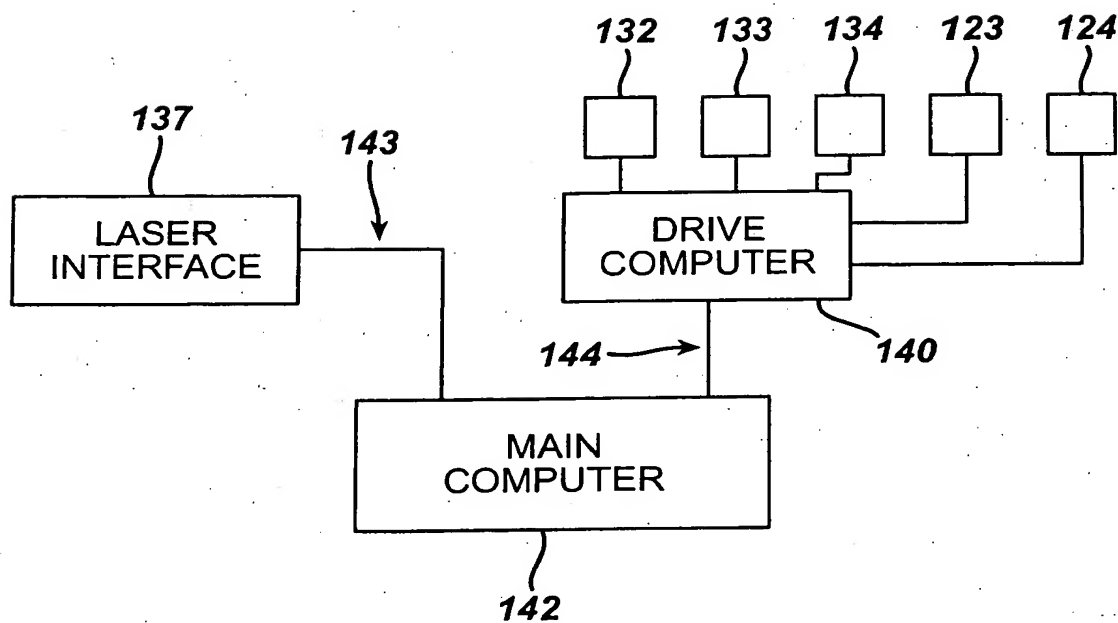 132 133 134 123 124
137 143
LASER
INTERFACE
DRIVE
COMPUTER
144 140
MAIN
COMPUTER
142